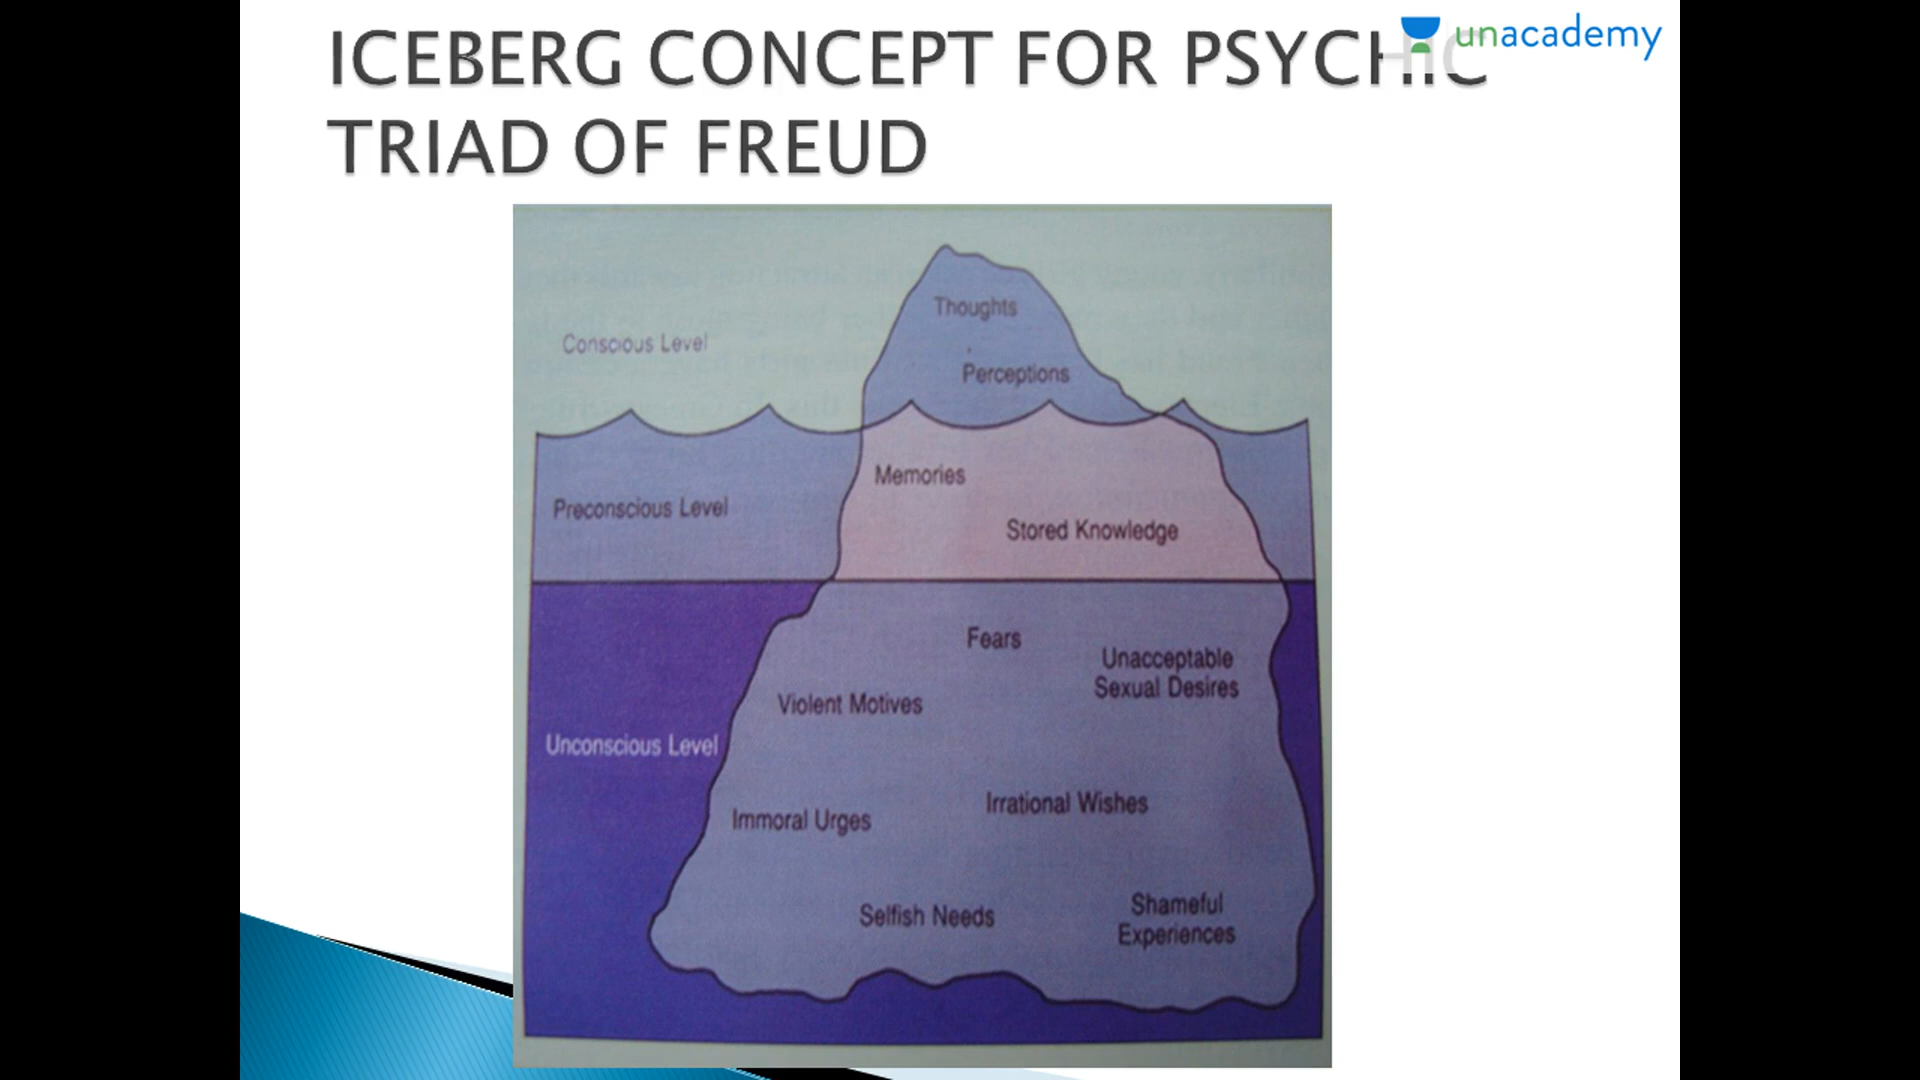 ICEBERG CONCEPT FOR PSYCHIC
unacademy
TRIAD OF FREUD
Thoughts
Conscious Level
Perceptions
Memories
Preconscious Level
Stored Knowledge
Fears
Unacceptable
Sexual Desires
Violent Motives
Unconscious Level
Irrational Wishes
Immoral Urges
Selfish Needs
Shameful
Experiences